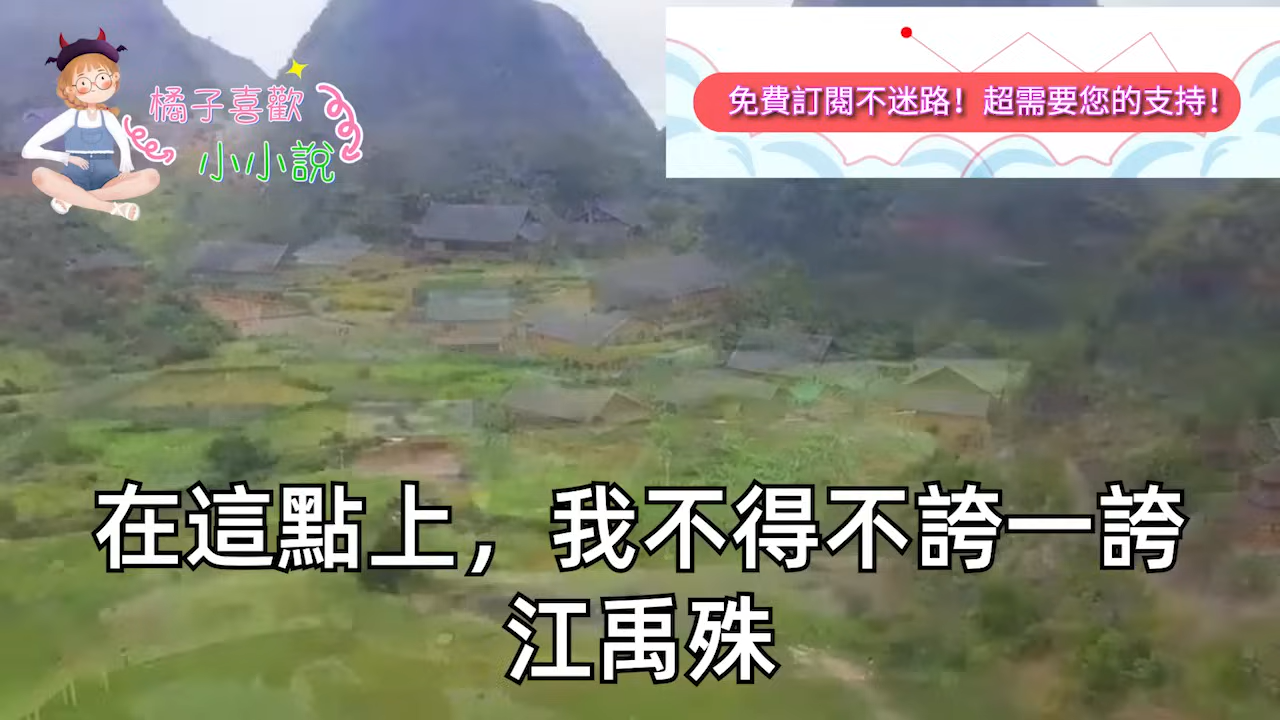 橘子喜歡
小小說
免費訂閱不迷路！超需要您的支持！
在這點上，我不得不誇一誇
江禹殊